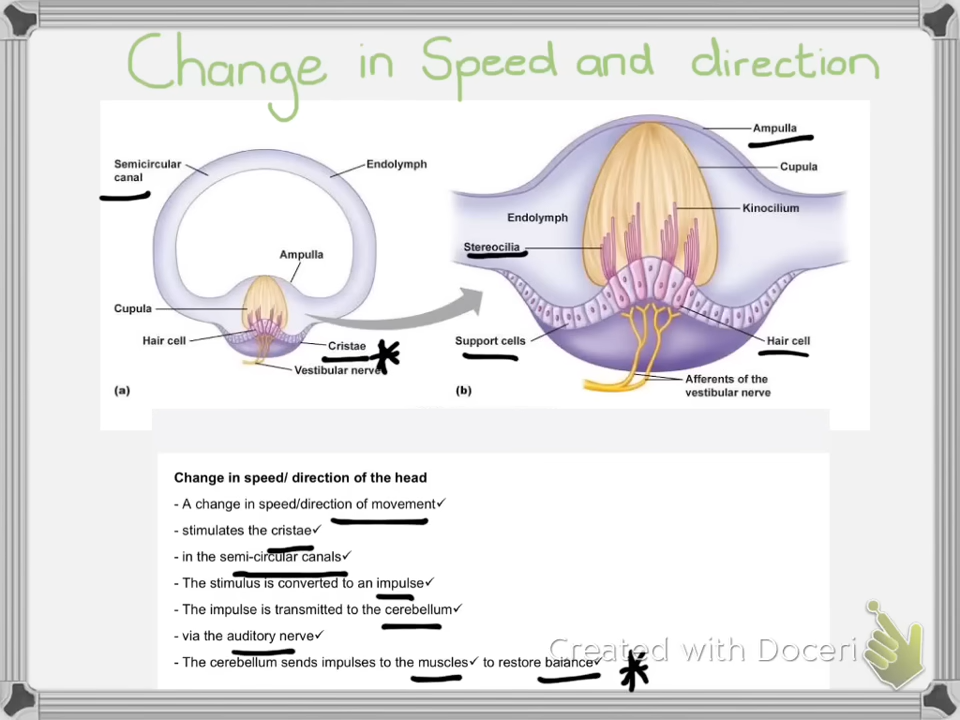 Change in Speed and direction
Semicircular
canal
Endolymph
Ampulla
Cupula
Hair cell
Cristae
Vestibular nerve
(a)
Ampulla
Cupula
Kinocilium
Endolymph
Stereocilia
Support cells
Hair cell
Afferents of the
vestibular nerve
(b)
Change in speed/ direction of the head
- A change in speed/direction of movement✓
- stimulates the cristae✓
- in the semi-circular canals✓
- The stimulus is converted to an impulse✓
- The impulse is transmitted to the cerebellum✓
- via the auditory nerve✓
- The cerebellum sends impulses to the muscles✓ to restore balance✓
Created with Doceri